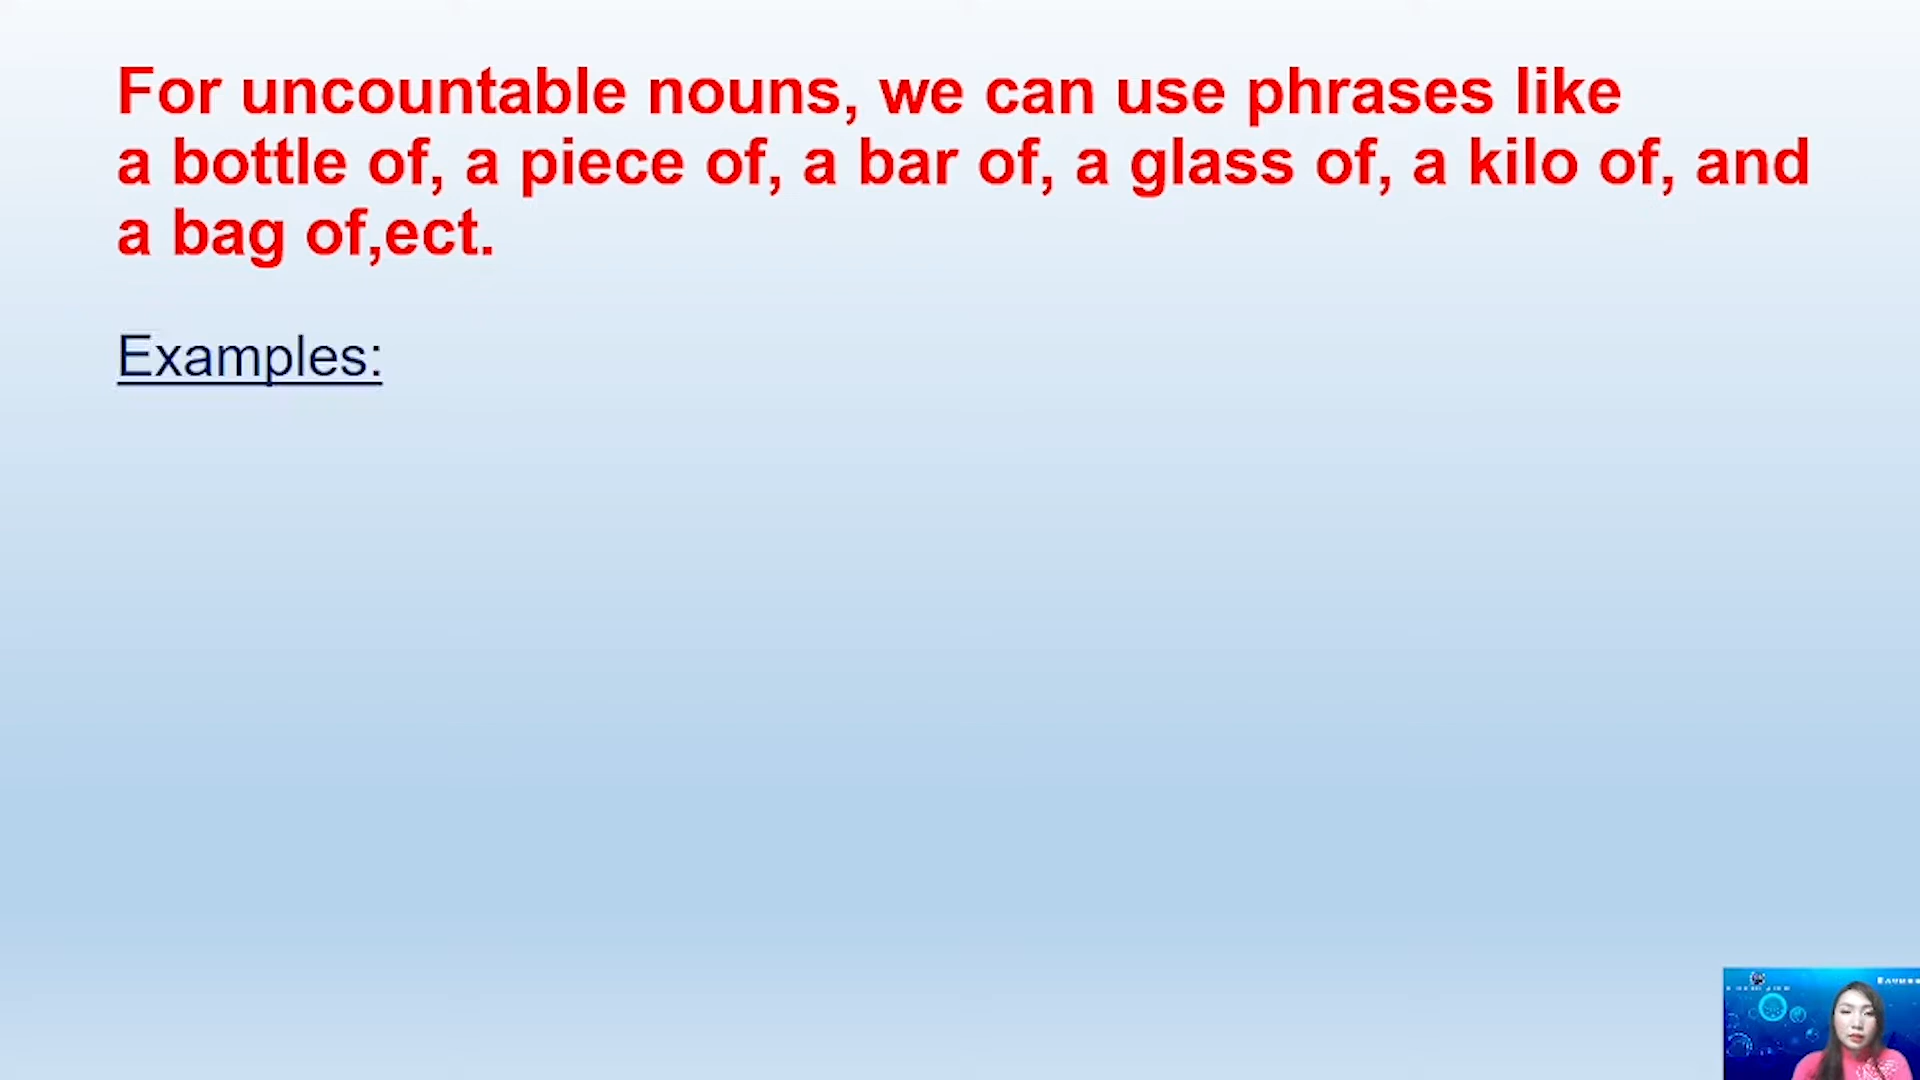 For uncountable nouns, we can use phrases like
a bottle of, a piece of, a bar of, a glass of, a kilo of, and
a bag of,ect.
Examples: